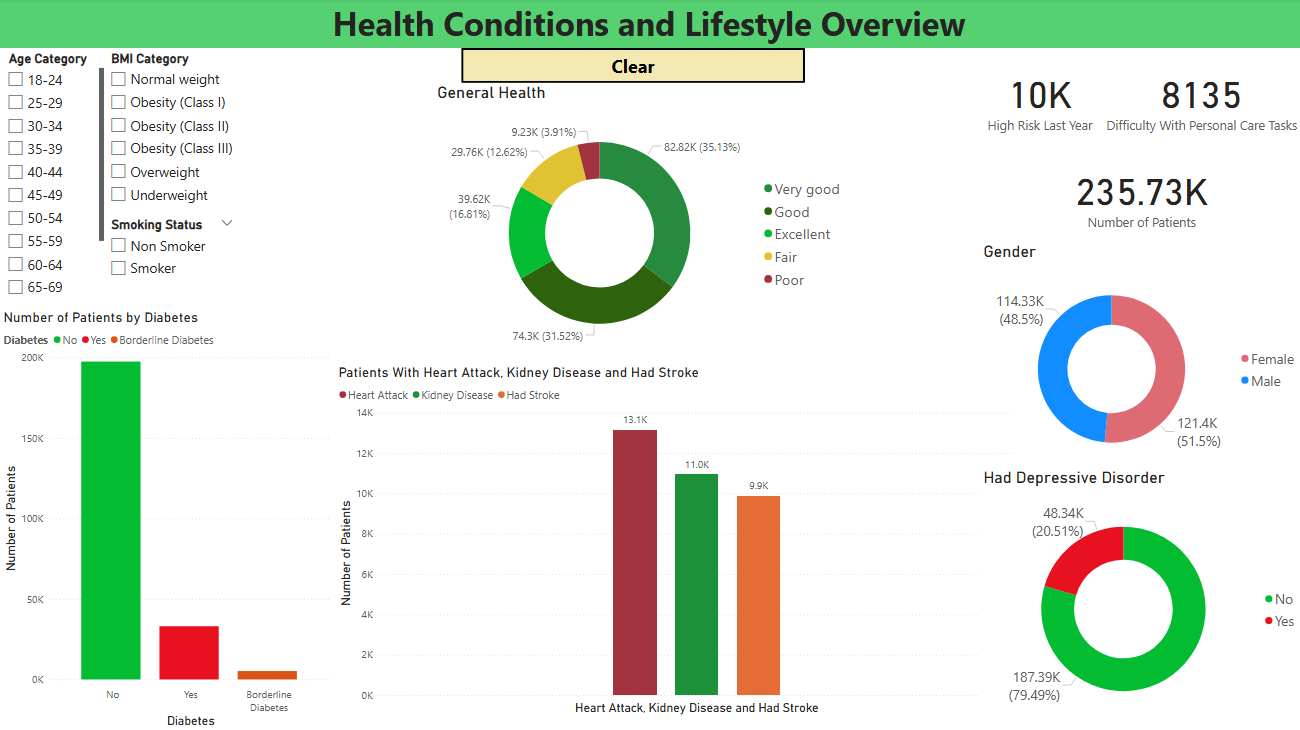 Health Conditions and Lifestyle Overview
Age Category
18-24
25-29
30-34
35-39
40-44
45-49
50-54
55-59
60-64
65-69
BMI Category
Normal weight
Obesity (Class I)
Obesity (Class II)
Obesity (Class III)
Overweight
Underweight
Smoking Status
Non Smoker
Smoker
Clear
General Health
9.23K (3.91%)
82.82K (35.13%)
29.76K (12.62%)
39.62K
(16.81%)
74.3K (31.52%)
Very good
Good
Excellent
Fair
Poor
10K
High Risk Last Year
8135
Difficulty With Personal Care Tasks
235.73K
Number of Patients
Gender
114.33K
(48.5%)
121.4K
(51.5%)
Female
Male
Number of Patients by Diabetes
Diabetes No Yes Borderline Diabetes
200K
150K
100K
50K
0K
Number of Patients
No
Yes
Borderline
Diabetes
Diabetes
Patients With Heart Attack, Kidney Disease and Had Stroke
Heart Attack Kidney Disease Had Stroke
14K
12K
10K
8K
6K
4K
2K
0K
Number of Patients
13.1K
11.0K
9.9K
Heart Attack, Kidney Disease and Had Stroke
Had Depressive Disorder
48.34K
(20.51%)
187.39K
(79.49%)
No
Yes